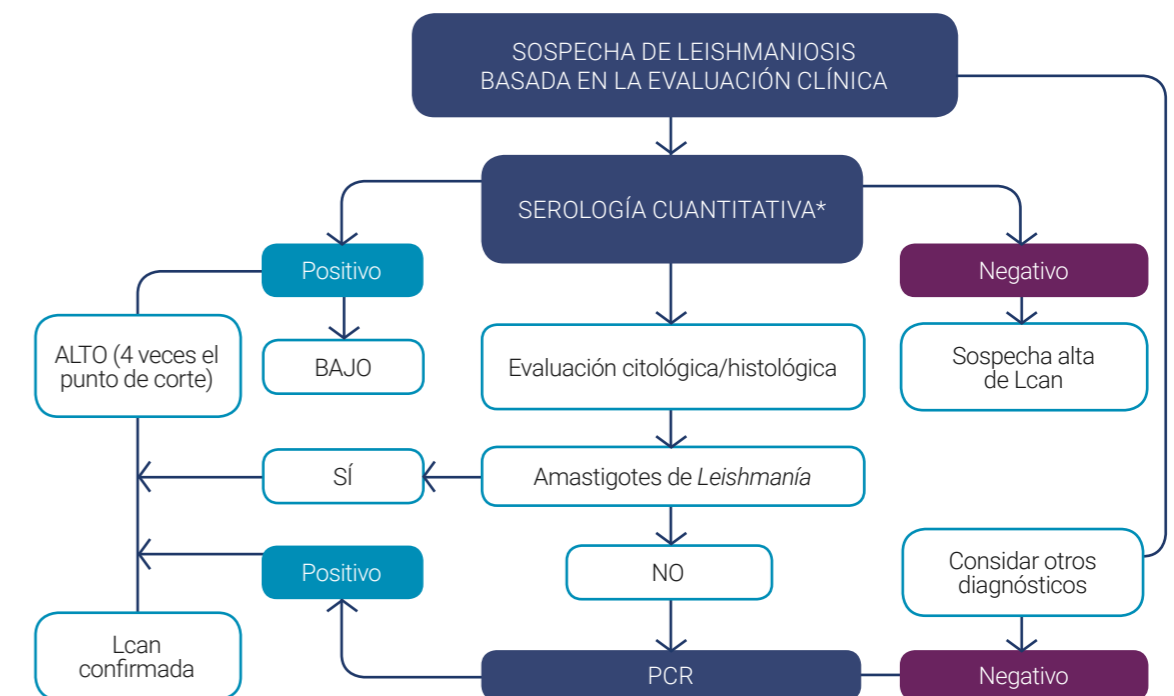 SOSPECHA DE LEISHMANIOSIS
BASADA EN LA EVALUACIÓN CLÍNICA
SEROLOGÍA CUANTITATIVA*
Positivo
Negativo
ALTO (4 veces el
punto de corte)
BAJO
Evaluación citológica/histológica
Sospecha alta
de Lcan
SÍ
Amastigotes de Leishmanía
Positivo
NO
Considar otros
diagnósticos
Lcan
confirmada
PCR
Negativo